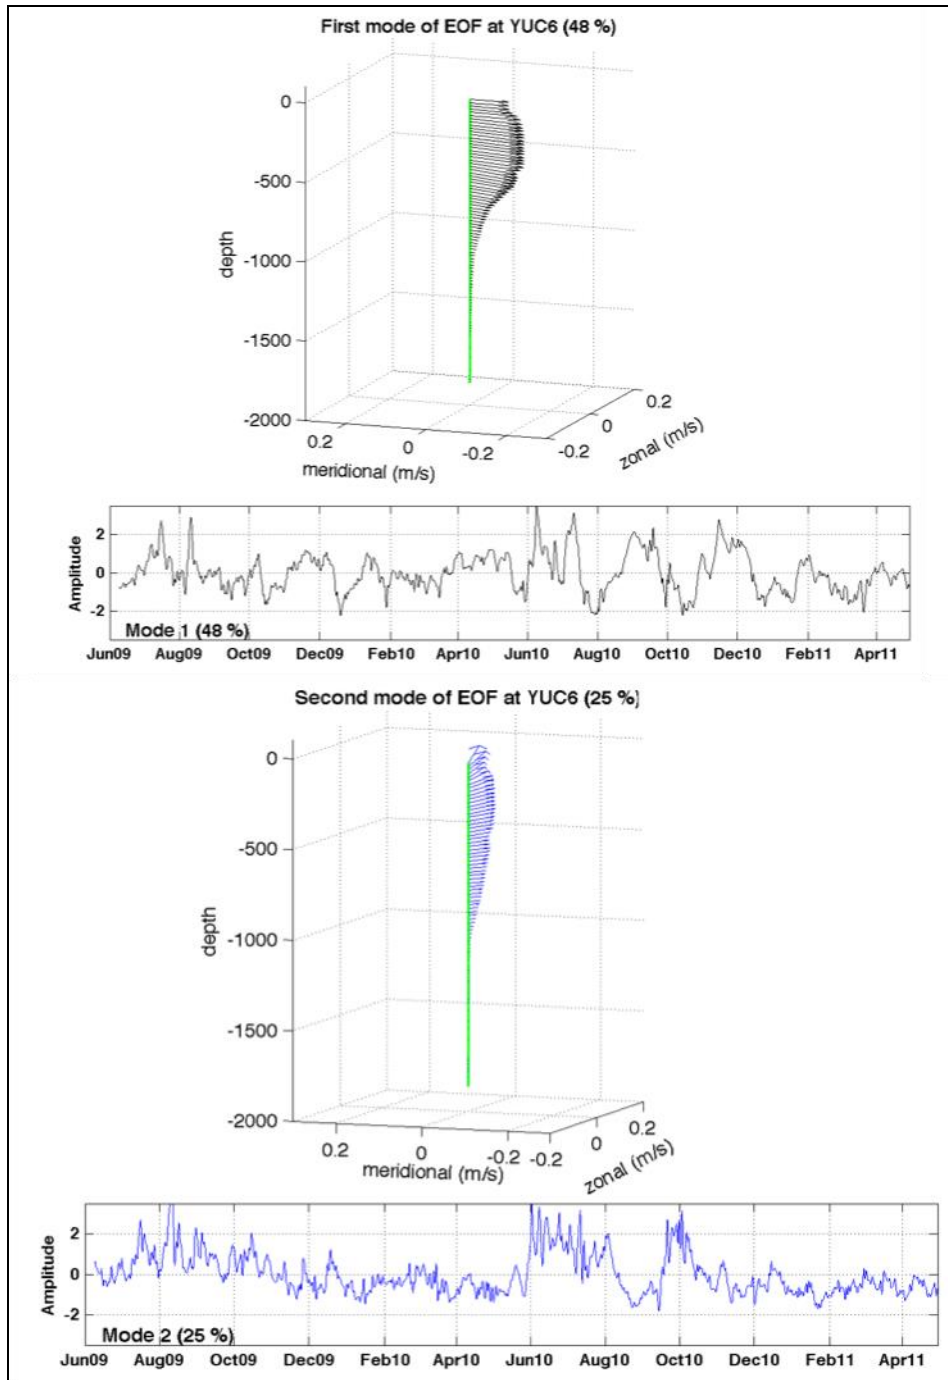 First mode of EOF at YUC6 (48 %)
0
-500
-1000
-1500
-2000
depth
0.2
0
-0.2
meridional (m/s)
-0.2
0
0.2
zonal (m/s)
2
0
-2
Amplitude
Mode 1 (48 %)
Jun09 Aug09 Oct09 Dec09 Feb10 Apr10 Jun10 Aug10 Oct10 Dec10 Feb11 Apr11
Second mode of EOF at YUC6 (25 %)
0
-500
-1000
-1500
-2000
depth
0.2
0
-0.2
meridional (m/s)
-0.2
0
0.2
zonal (m/s)
2
0
-2
Amplitude
Mode 2 (25 %)
Jun09 Aug09 Oct09 Dec09 Feb10 Apr10 Jun10 Aug10 Oct10 Dec10 Feb11 Apr11